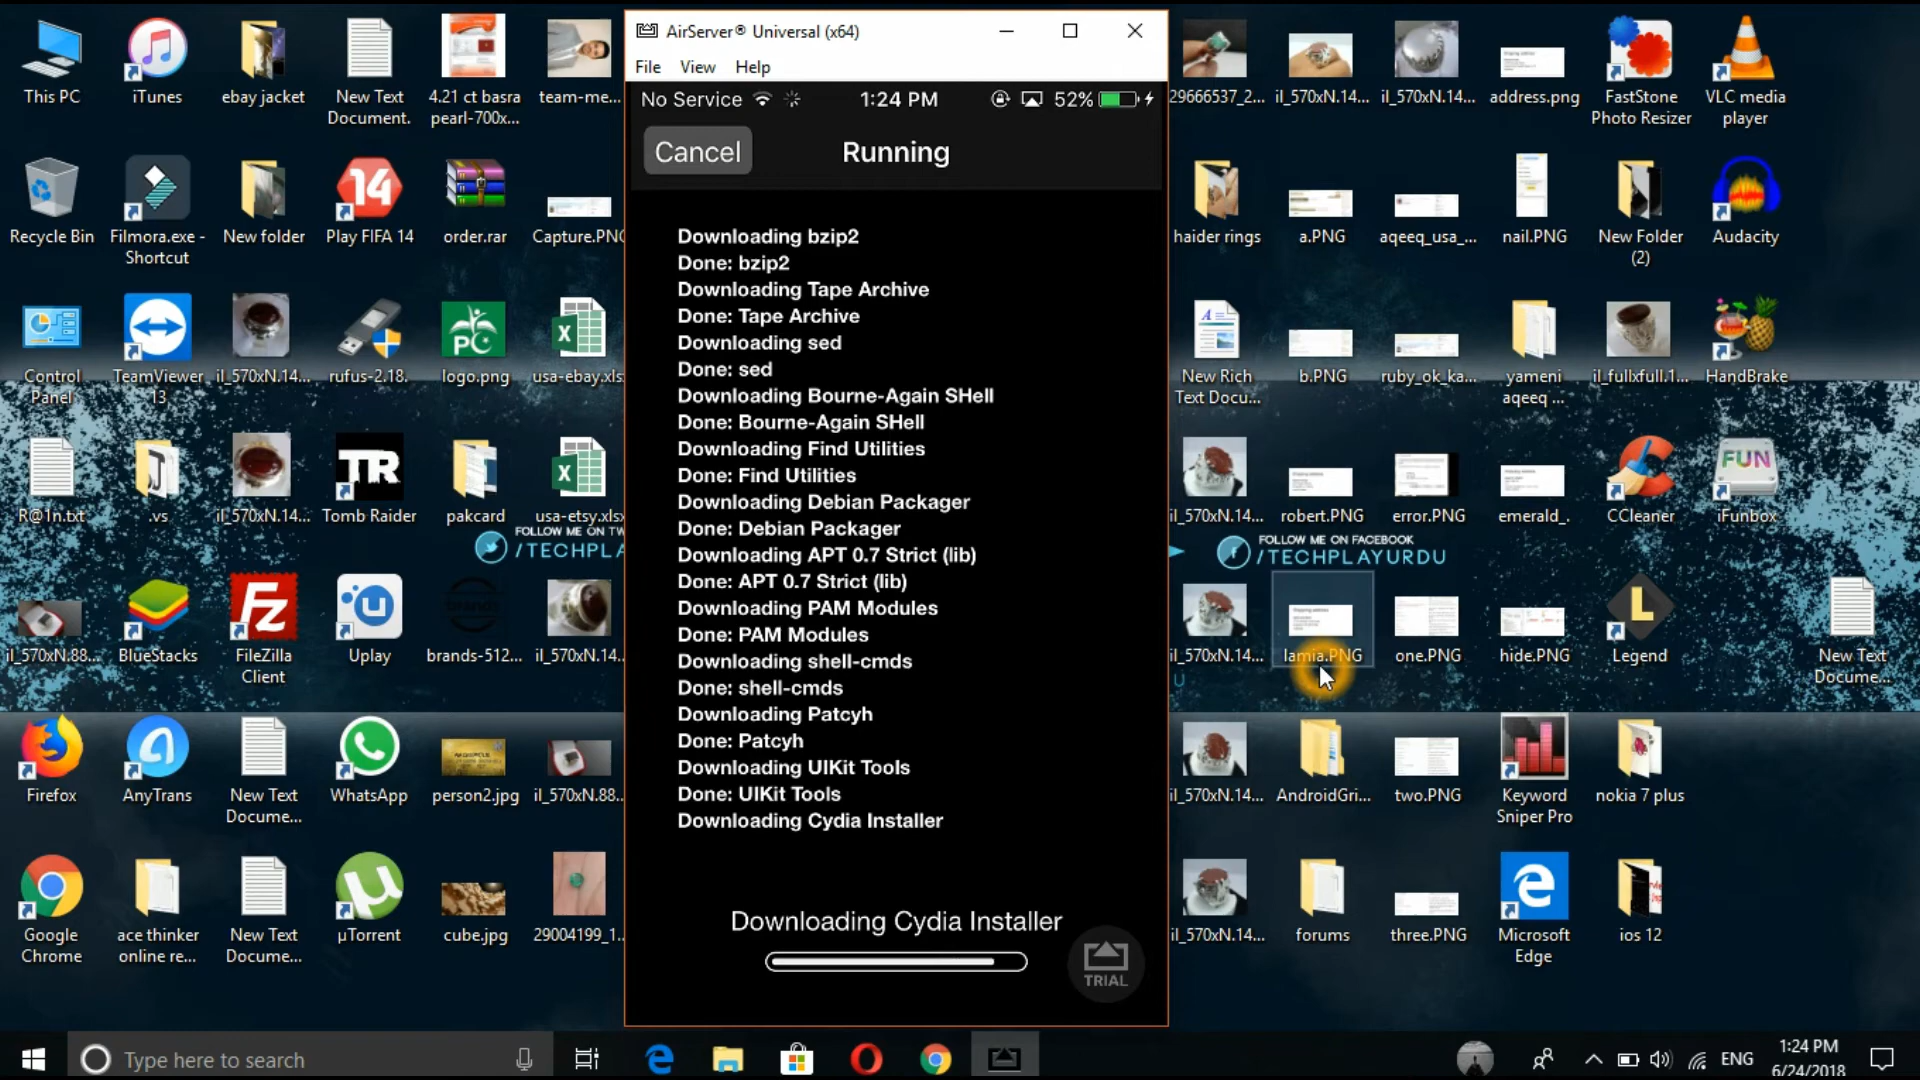 AirServer® Universal (x64)
File View Help
No Service 1:24 PM 52%
Cancel Running
Downloading bzip2
Done: bzip2
Downloading Tape Archive
Done: Tape Archive
Downloading sed
Done: sed
Downloading Bourne-Again SHell
Done: Bourne-Again SHell
Downloading Find Utilities
Done: Find Utilities
Downloading Debian Packager
Done: Debian Packager
Downloading APT 0.7 Strict (lib)
Done: APT 0.7 Strict (lib)
Downloading PAM Modules
Done: PAM Modules
Downloading shell-cmds
Done: shell-cmds
Downloading Patcyh
Done: Patcyh
Downloading UIKit Tools
Done: UIKit Tools
Downloading Cydia Installer
Downloading Cydia Installer
TRIAL
This PC
iTunes
ebay jacket
New Text
Document.
4.21 ct basra
pearl-700x...
team-me...
Recycle Bin
Filmora.exe -
Shortcut
New folder
14
Play FIFA 14
order.rar
Capture.PNG
Control
Panel
TeamViewer
13
il_570xN.14...
rufus-2.18.
PC
logo.png
usa-ebay.xls
R@1n.txt
.vs
il_570xN.14...
TR
Tomb Raider
pakcard
usa-etsy.xlsx
FOLLOW ME ON TW
/TECHPLA
il_570xN.88...
BlueStacks
Fz
FileZilla
Client
Uplay
brands-512...
il_570xN.14...
Firefox
AnyTrans
New Text
Docume...
WhatsApp
person2.jpg
il_570xN.88...
Google
Chrome
ace thinker
online re...
New Text
Docume...
µTorrent
cube.jpg
29004199_1...
29666537_2...
il_570xN.14...
il_570xN.14...
address.png
FastStone
Photo Resizer
VLC media
player
haider rings
a.PNG
aqeeq_usa_...
nail.PNG
New Folder
(2)
Audacity
New Rich
Text Docu...
b.PNG
ruby_ok_ka...
yameni
aqeeq ...
il_fullxfull.1...
HandBrake
il_570xN.14...
robert.PNG
error.PNG
emerald_.
CCleaner
FUN
iFunbox
FOLLOW ME ON FACEBOOK
/TECHPLAYURDU
il_570xN.14...
lamia.PNG
one.PNG
hide.PNG
L
Legend
New Text
Docume...
il_570xN.14...
AndroidGri...
two.PNG
Keyword
Sniper Pro
nokia 7 plus
il_570xN.14...
forums
three.PNG
Microsoft
Edge
ios 12
Type here to search
ENG
1:24 PM
6/24/2018